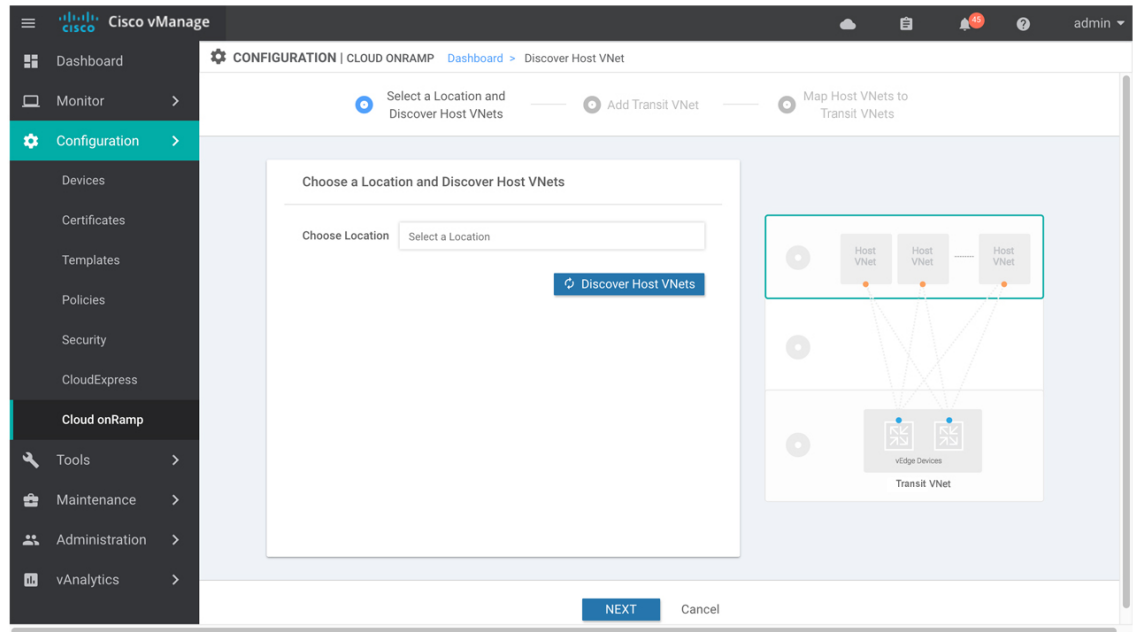 cisco Cisco vManage
45
admin
Dashboard
Monitor
Configuration
Devices
Certificates
Templates
Policies
Security
CloudExpress
Cloud onRamp
Tools
Maintenance
Administration
vAnalytics
CONFIGURATION | CLOUD ONRAMP Dashboard > Discover Host VNet
Select a Location and
Discover Host VNets
Add Transit VNet
Map Host VNets to
Transit VNets
Choose a Location and Discover Host VNets
Choose Location Select a Location
Discover Host VNets
Host
VNet
Host
VNet
Host
VNet
vEdge Devices
Transit VNet
NEXT Cancel